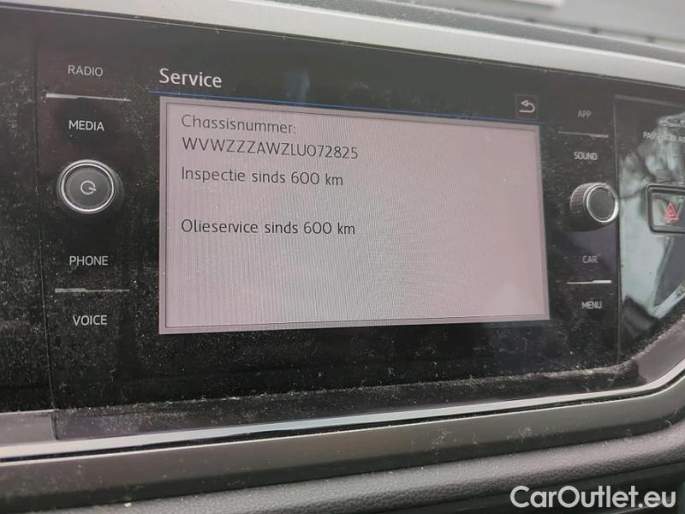 RADIO
MEDIA
PHONE
VOICE
Service
Chassisnummer:
WVWZZZAWZLU072825
Inspectie sinds 600 km
Olieservice sinds 600 km
APP
SOUND
CAR
MENU
CarOutlet.eu